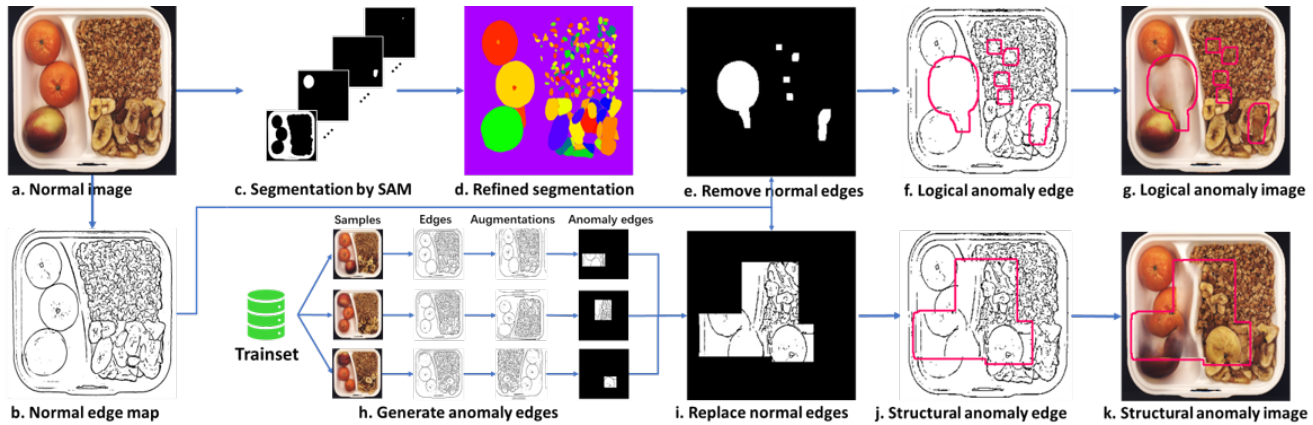 a. Normal image
c. Segmentation by SAM
d. Refined segmentation
e. Remove normal edges
f. Logical anomaly edge
g. Logical anomaly image
Samples
Edges
Augmentations
Anomaly edges
Trainset
b. Normal edge map
h. Generate anomaly edges
i. Replace normal edges
j. Structural anomaly edge
k. Structural anomaly image